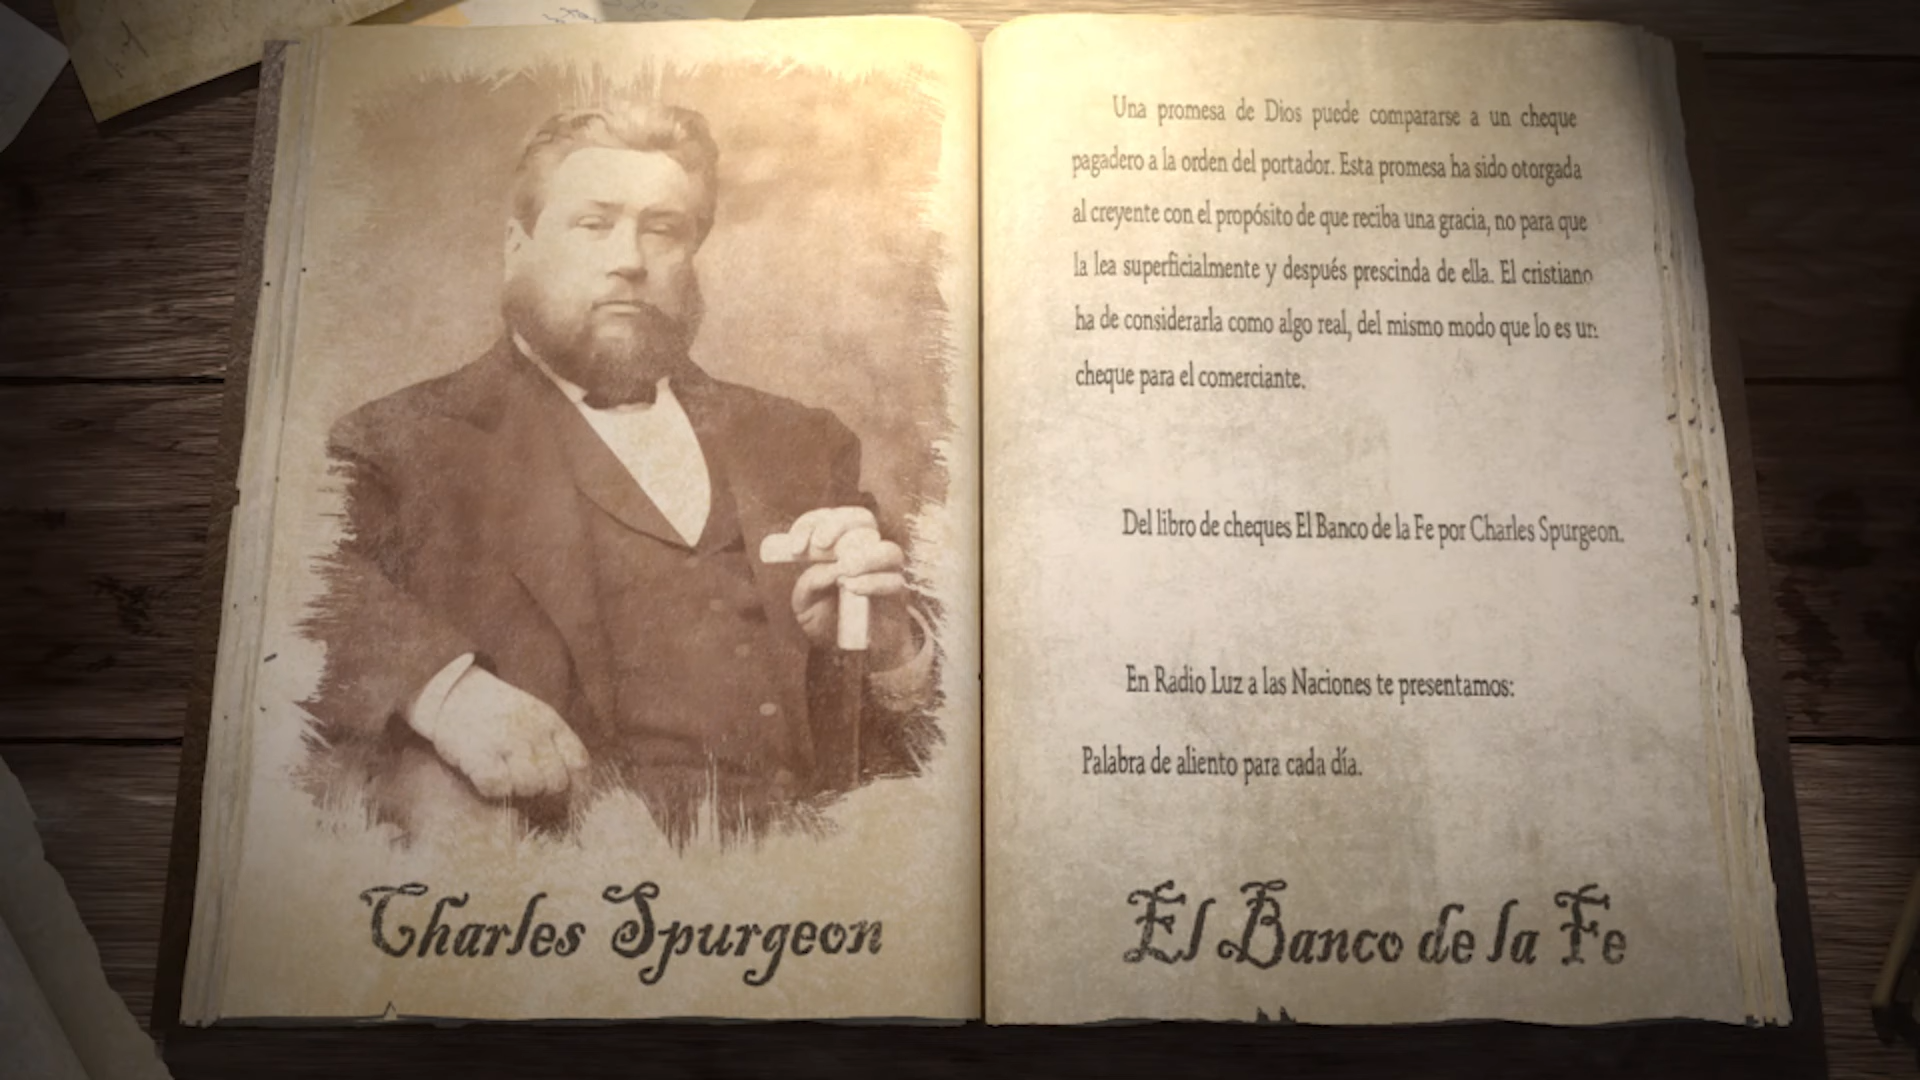 Charles Spurgeon
Una promesa de Dios puede compararse a un cheque
pagadero a la orden del portador. Esta promesa ha sido otorgada
al creyente con el propósito de que reciba una gracia, no para que
la lea superficialmente y después prescinda de ella. El cristiano
ha de considerarla como algo real, del mismo modo que lo es un
cheque para el comerciante.
Del libro de cheques El Banco de la Fe por Charles Spurgeon.
En Radio Luz a las Naciones te presentamos:
Palabra de aliento para cada día.
El Banco de la Fe